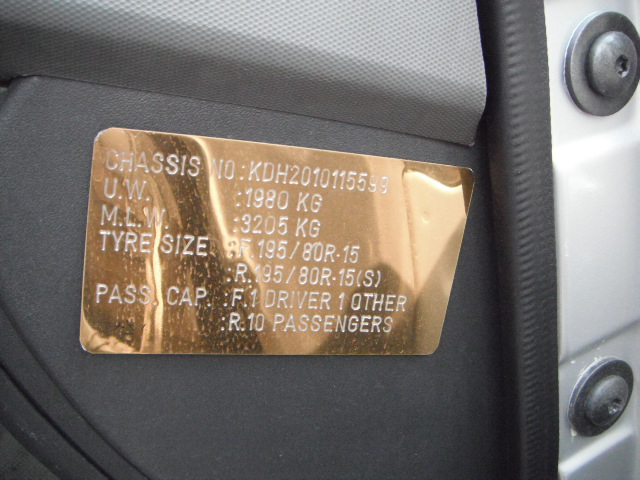 CHASSIS NO.:KDH2010115599
U.W. :1980 KG
M.L.W. :3205 KG
TYRE SIZE :F.195/80R-15
:R.195/80R-15(S)
PASS. CAP. :F.1 DRIVER 1 OTHER
:R.10 PASSENGERS